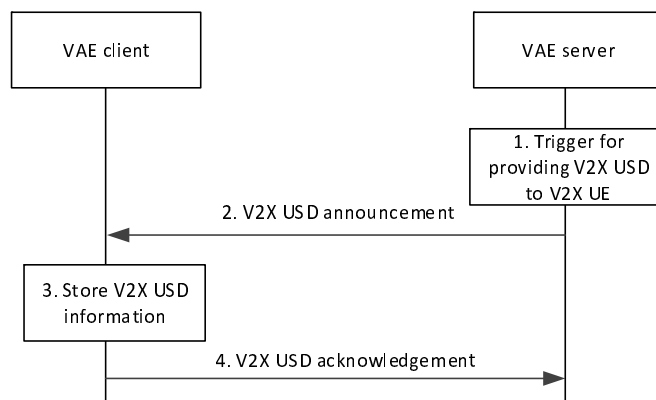 VAE client
VAE server
1. Trigger for
providing V2X USD
to V2X UE
2. V2X USD announcement
3. Store V2X USD
information
4. V2X USD acknowledgement